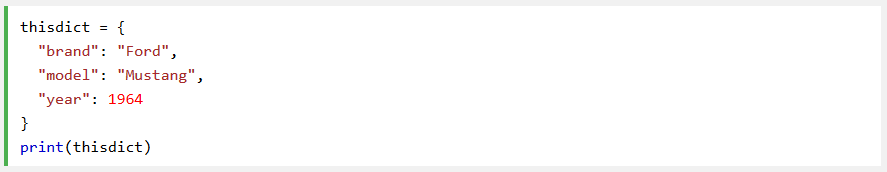 thisdict = {
  "brand": "Ford",
  "model": "Mustang",
  "year": 1964
}
print(thisdict)